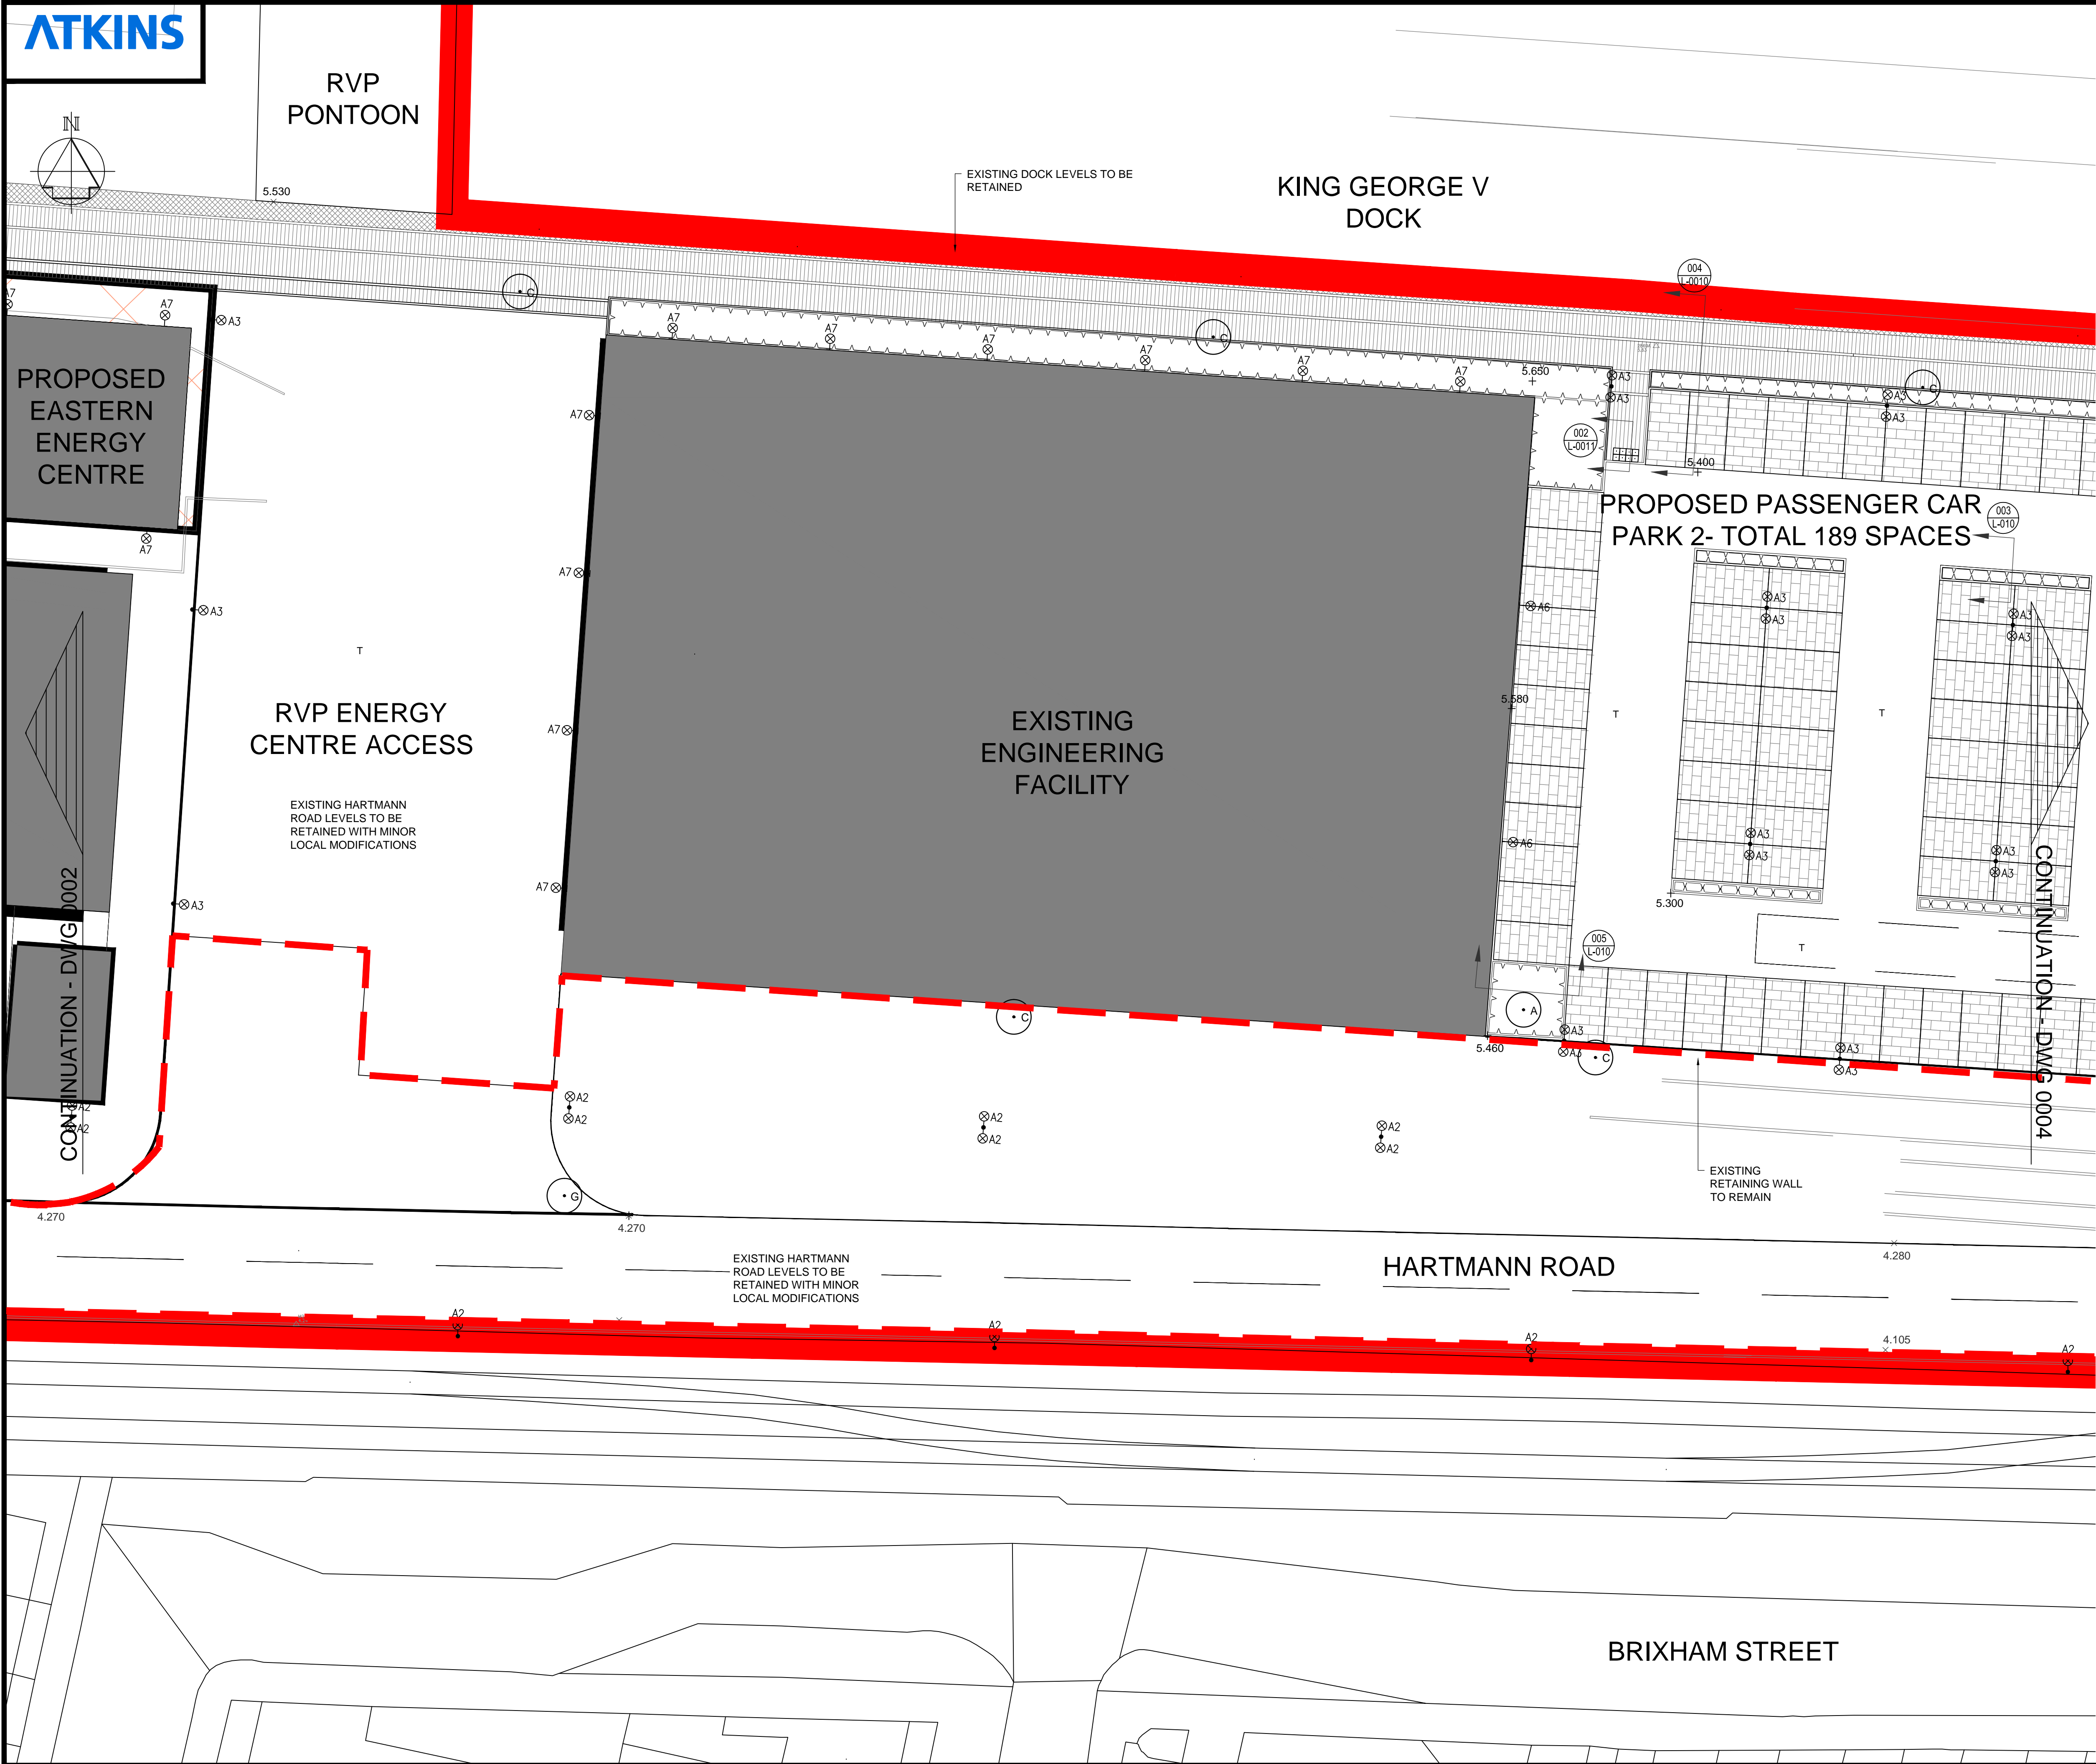 ATKINS
RVP
PONTOON
N
5.530
EXISTING DOCK LEVELS TO BE
RETAINED
KING GEORGE V
DOCK
004
L-0010
C
A7
A7
A3
A7
A7
A7
A7
A7
A7
C
5.650
A3
A3
C
A3
A3
PROPOSED
EASTERN
ENERGY
CENTRE
A7
002
L-0011
5.400
PROPOSED PASSENGER CAR
PARK 2- TOTAL 189 SPACES
003
L-010
A7
A7
A3
A6
A3
A3
A3
A3
T
RVP ENERGY
CENTRE ACCESS
EXISTING HARTMANN
ROAD LEVELS TO BE
RETAINED WITH MINOR
LOCAL MODIFICATIONS
A7
EXISTING
ENGINEERING
FACILITY
5.580
T
T
A6
A3
A3
A3
A3
A7
A3
5.300
CONTINUATION - DWG 0002
CONTINUATION - DWG 0004
005
L-010
T
C
A
A3
A3
C
5.460
A3
A3
A2
A2
A2
A2
A2
A2
A2
A2
EXISTING
RETAINING WALL
TO REMAIN
G
4.270
4.270
4.280
EXISTING HARTMANN
ROAD LEVELS TO BE
RETAINED WITH MINOR
LOCAL MODIFICATIONS
HARTMANN ROAD
A2
A2
A2
4.105
A2
BRIXHAM STREET